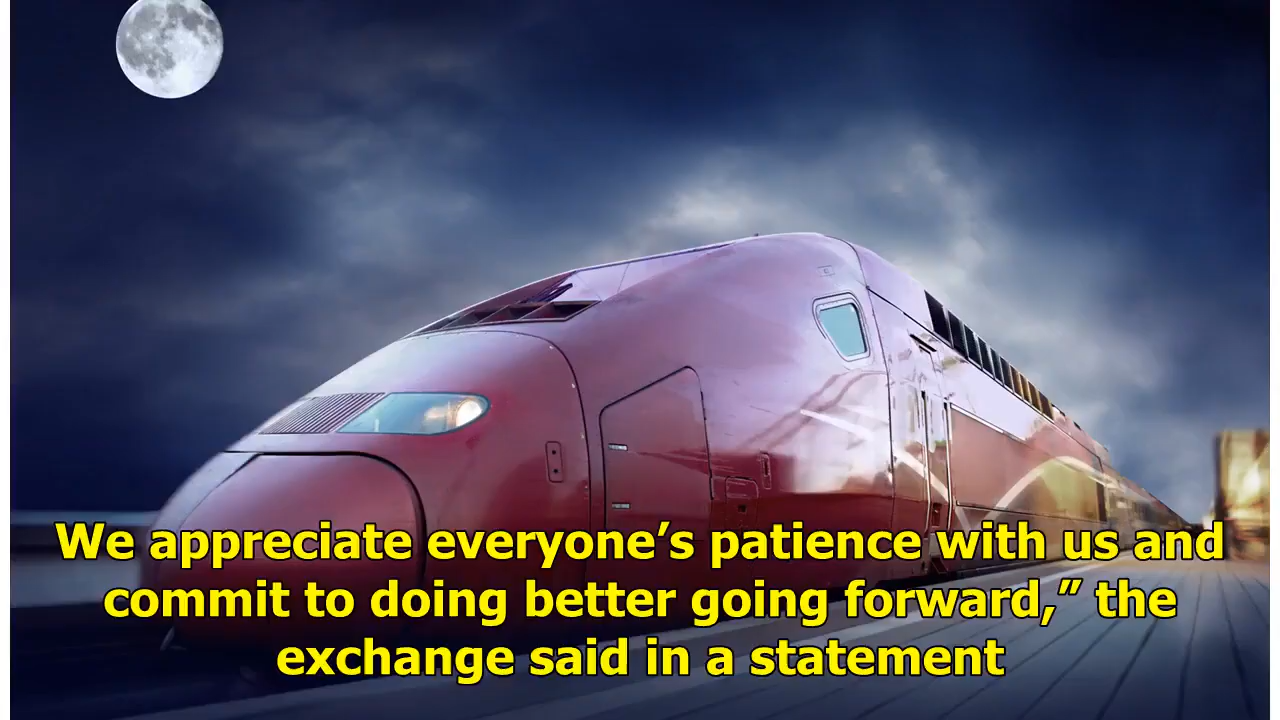 We appreciate everyone’s patience with us and
commit to doing better going forward,” the
exchange said in a statement